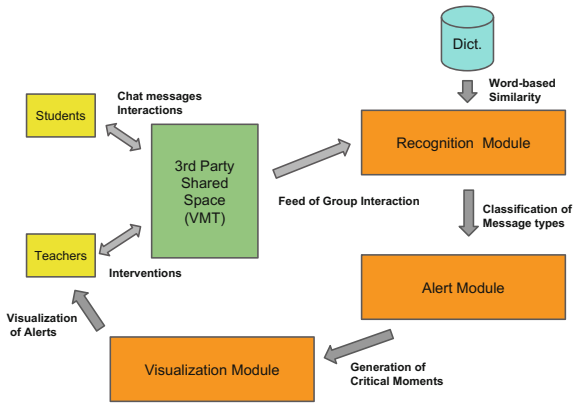 Dict.
Word-based
Similarity
Chat messages
Interactions
Students
3rd Party
Shared
Space
(VMT)
Recognition Module
Feed of Group Interaction
Classification of
Message types
Teachers
Interventions
Alert Module
Visualization
of Alerts
Visualization Module
Generation of
Critical Moments